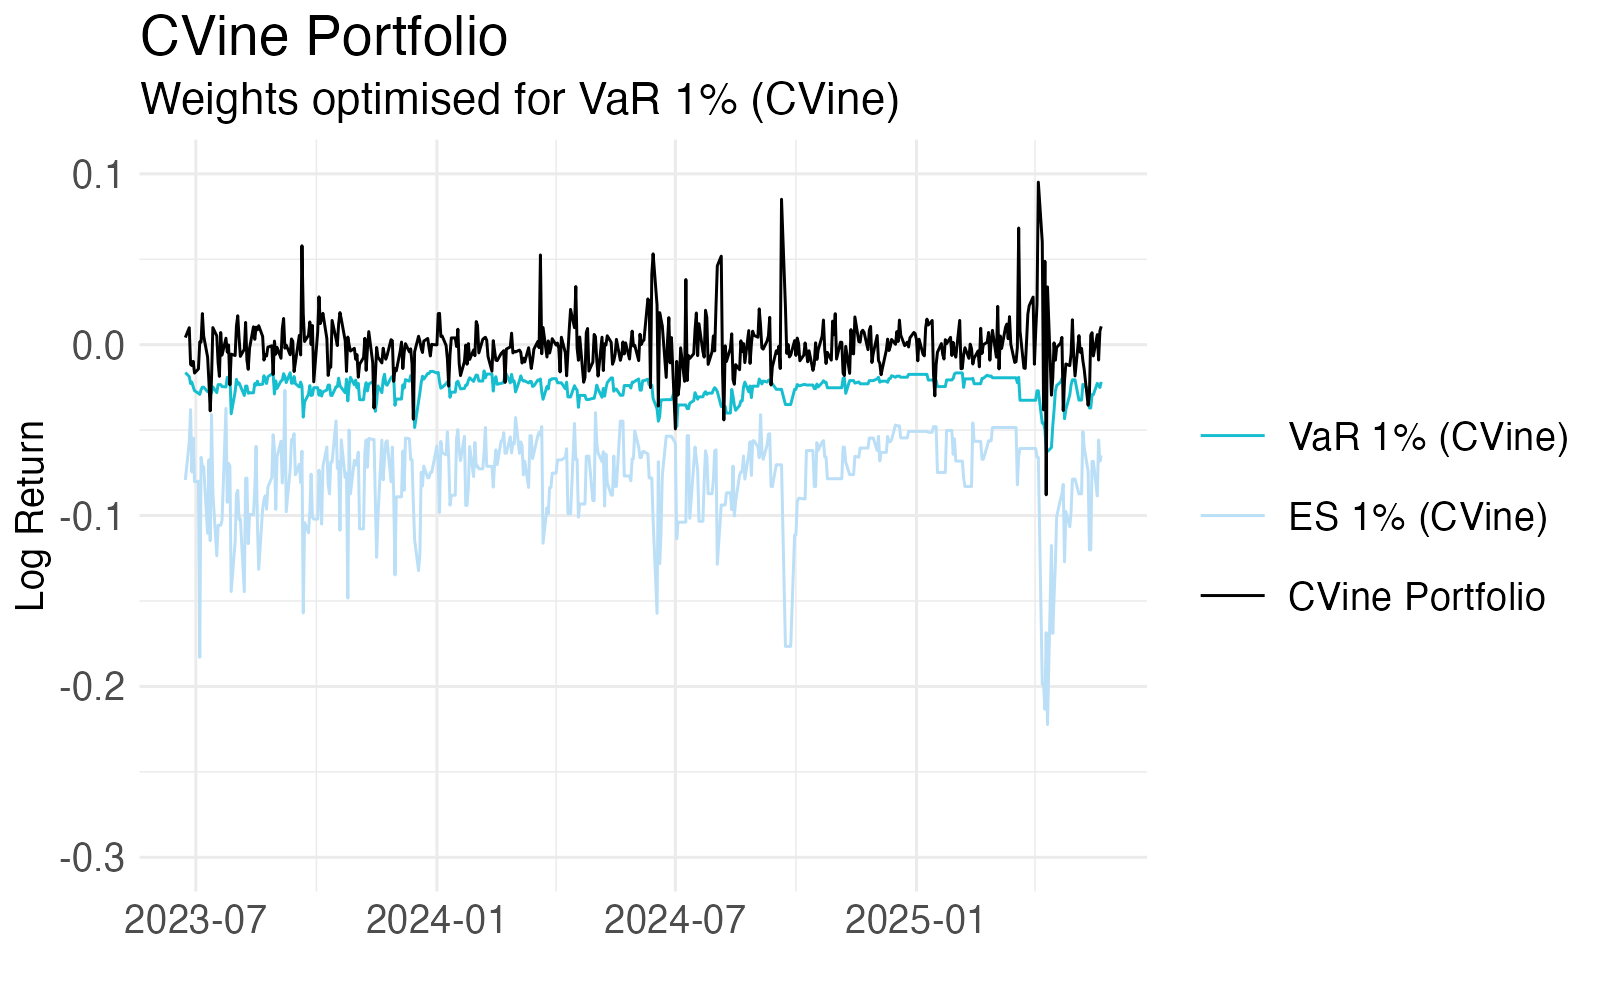 CVine Portfolio
Weights optimised for VaR 1% (CVine)
0.1
0.0
-0.1
-0.2
-0.3
Log Return
2023-07
2024-01
2024-07
2025-01
VaR 1% (CVine)
ES 1% (CVine)
CVine Portfolio